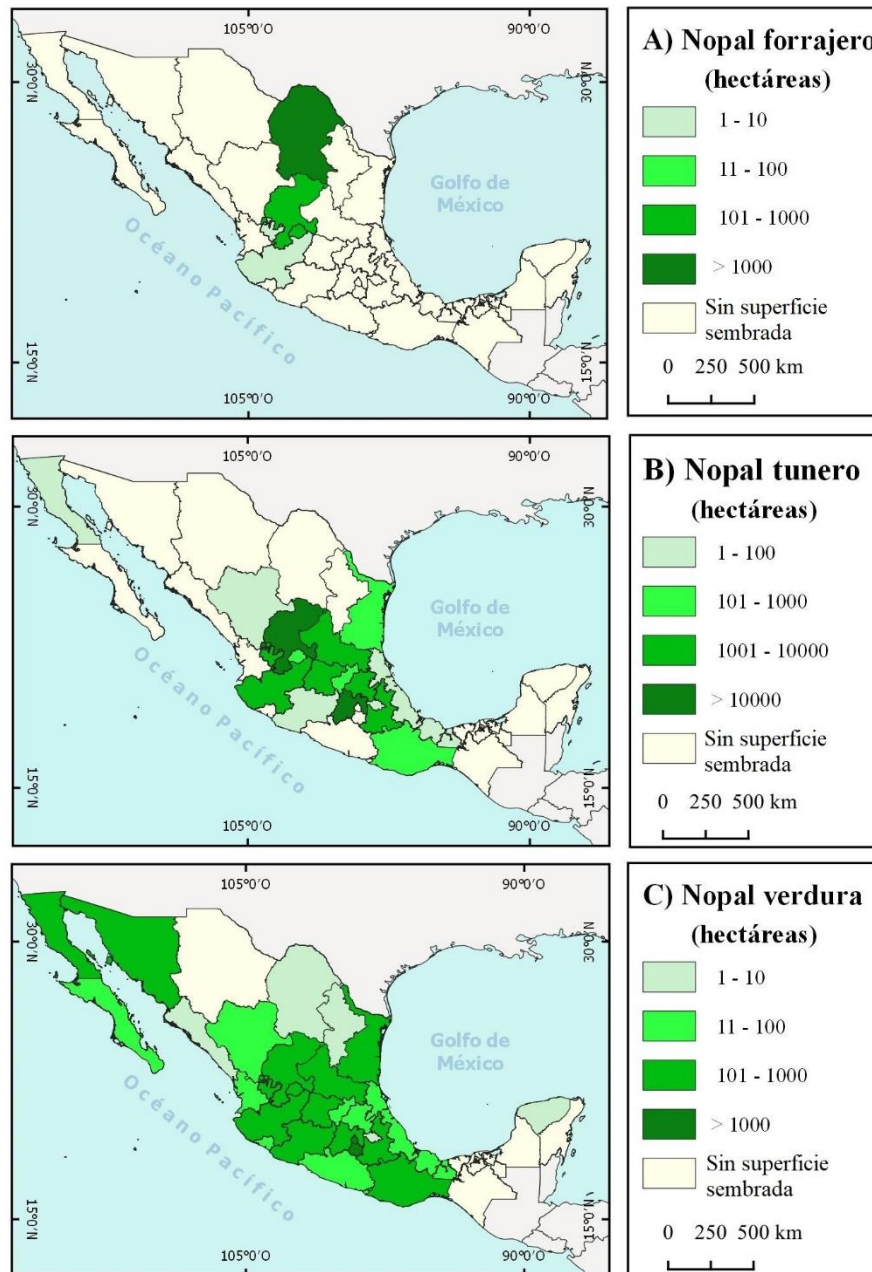 105°0'0
90°0'0
30°0'N
30°0'N
Golfo de
México
Océano Pacífico
15°0'N
15°0'N
105°0'O
90°0'O
A) Nopal forrajero
(hectáreas)
1 - 10
11 - 100
101 - 1000
> 1000
Sin superficie
sembrada
0 250 500 km
105°0'O
90°0'O
30°0'N
30°0'N
Golfo de
México
Océano Pacífico
15°0'N
15°0'N
105°0'O
90°0'O
B) Nopal tunero
(hectáreas)
1 - 100
101 - 1000
1001 - 10000
> 10000
Sin superficie
sembrada
0 250 500 km
105°0'O
90°0'O
30°0'N
30°0'N
Golfo de
México
Océano Pacífico
15°0'N
15°0'N
105°0'O
90°0'O
C) Nopal verdura
(hectáreas)
1 - 10
11 - 100
101 - 1000
> 1000
Sin superficie
sembrada
0 250 500 km